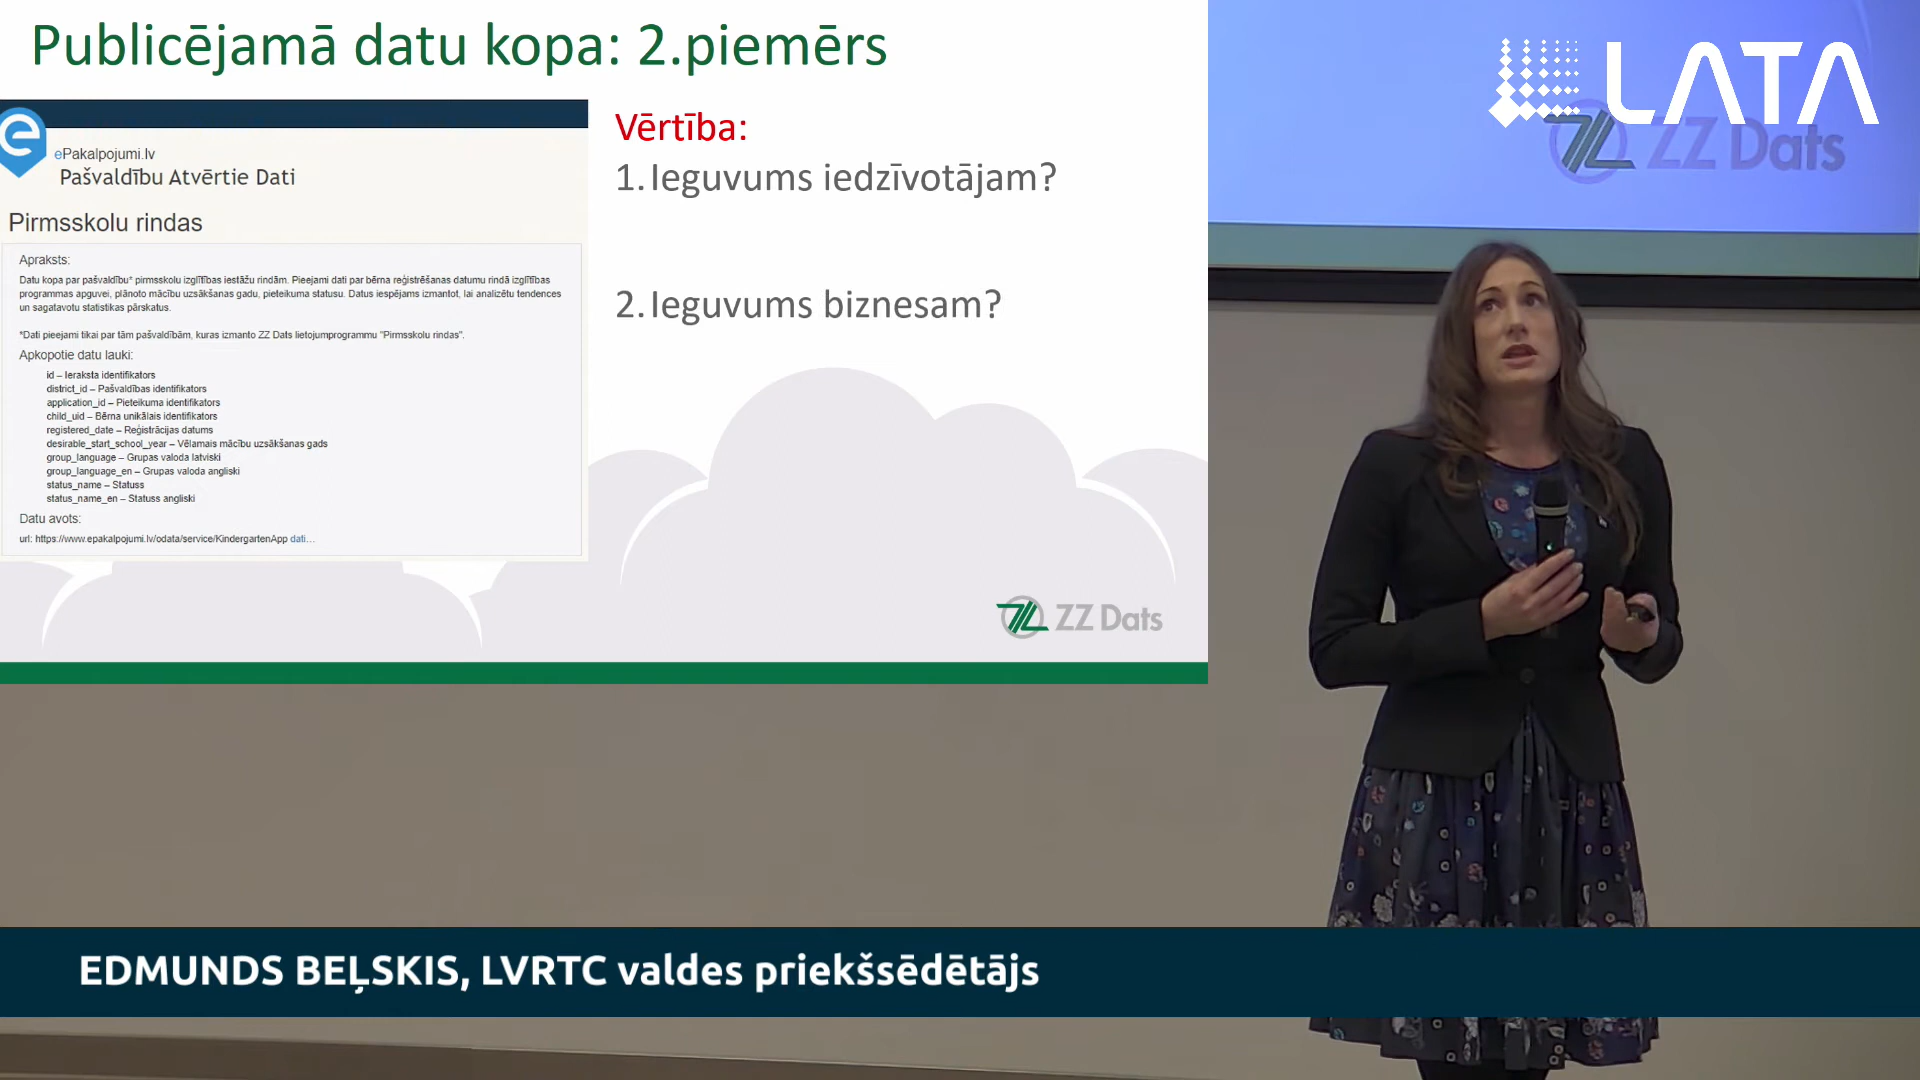 Publicējamā datu kopa: 2.piemērs
ePakalpojumi.lv
Pašvaldību Atvērtie Dati
Pirmsskolu rindas
Apraksts:
Datu kopa par pašvaldību* pirmsskolu izglītības iestāžu rindām. Pieejami dati par bērna reģistrēšanas datumu rindā izglītības
programmas apguvei, plānoto mācību uzsākšanas gadu, pieteikuma statusu. Datus iespējams izmantot, lai analizētu tendences
un sagatavotu statistikas pārskatus.
*Dati pieejami tikai par tām pašvaldībām, kuras izmanto ZZ Dats lietojumprogrammu "Pirmsskolu rindas".
Apkopotie datu lauki:
id – Ieraksta identifikators
district_id – Pašvaldības identifikators
application_id – Pieteikuma identifikators
child_uid – Bērna unikālais identifikators
registered_date – Reģistrācijas datums
desirable_start_school_year – Vēlamais mācību uzsākšanas gads
group_language – Grupas valoda latviski
group_language_en – Grupas valoda angliski
status_name – Statuss
status_name_en – Statuss angliski
Datu avots:
url: https://www.epakalpojumi.lv/odata/service/KindergartenApp dati...
Vērtība:
1. Ieguvums iedzīvotājam?
2. Ieguvums biznesam?
ZZ Dats
LATA
ZZ Dats
EDMUNDS BEĻSKIS, LVRTC valdes priekšsēdētājs